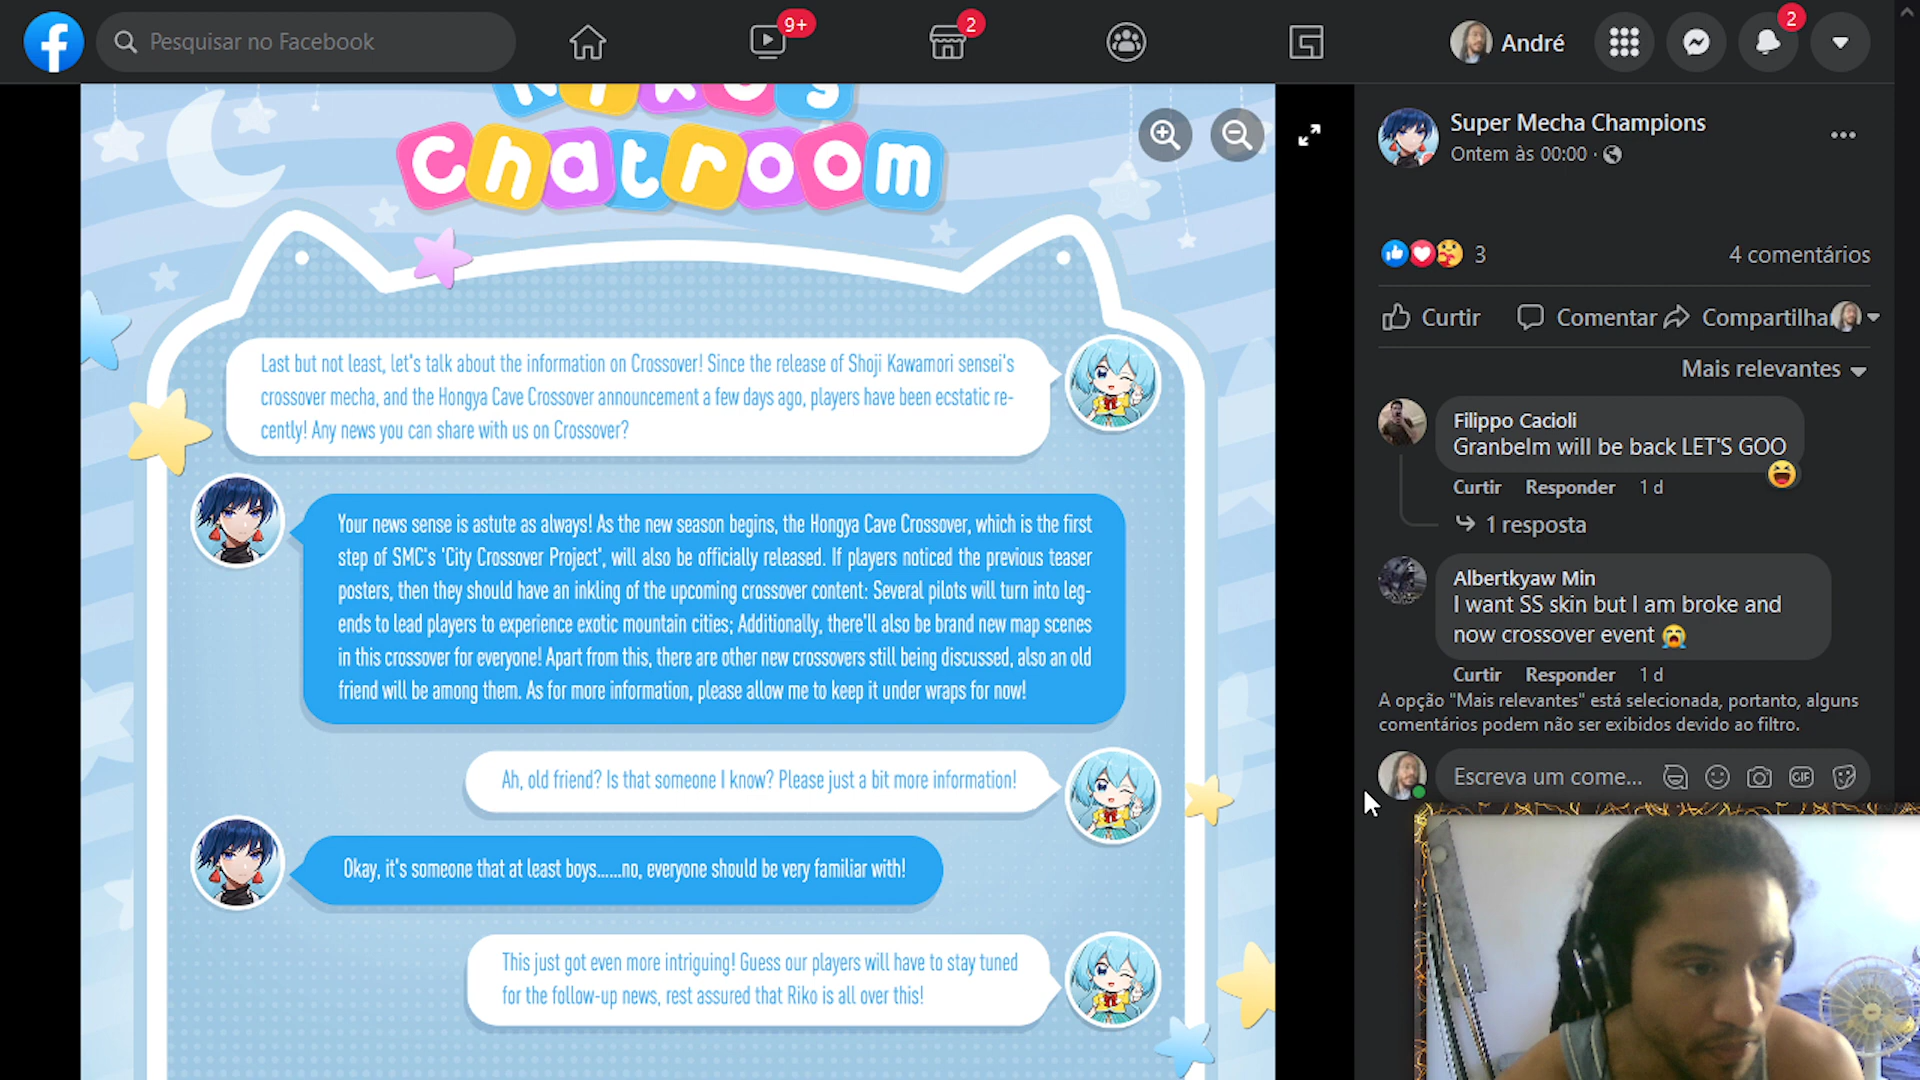 Pesquisar no Facebook
9+
2
André
2
Chatroom
Last but not least, let's talk about the information on Crossover! Since the release of Shoji Kawamori sensei's
crossover mecha, and the Hongya Cave Crossover announcement a few days ago, players have been ecstatic re-
cently! Any news you can share with us on Crossover?
Your news sense is astute as always! As the new season begins, the Hongya Cave Crossover, which is the first
step of SMC's 'City Crossover Project', will also be officially released. If players noticed the previous teaser
posters, then they should have an inkling of the upcoming crossover content: Several pilots will turn into leg-
ends to lead players to experience exotic mountain cities; Additionally, there'll also be brand new map scenes
in this crossover for everyone! Apart from this, there are other new crossovers still being discussed, also an old
friend will be among them. As for more information, please allow me to keep it under wraps for now!
Ah, old friend? Is that someone I know? Please just a bit more information!
Okay, it's someone that at least boys......no, everyone should be very familiar with!
This just got even more intriguing! Guess our players will have to stay tuned
for the follow-up news, rest assured that Riko is all over this!
Super Mecha Champions
Ontem às 00:00 ·
3
4 comentários
Curtir
Comentar
Compartilhar
Mais relevantes
Filippo Cacioli
Granbelm will be back LET'S GOO
Curtir Responder 1 d
1 resposta
Albertkyaw Min
I want SS skin but I am broke and
now crossover event 😭
Curtir Responder 1 d
A opção "Mais relevantes" está selecionada, portanto, alguns
comentários podem não ser exibidos devido ao filtro.
Escreva um come...
GIF